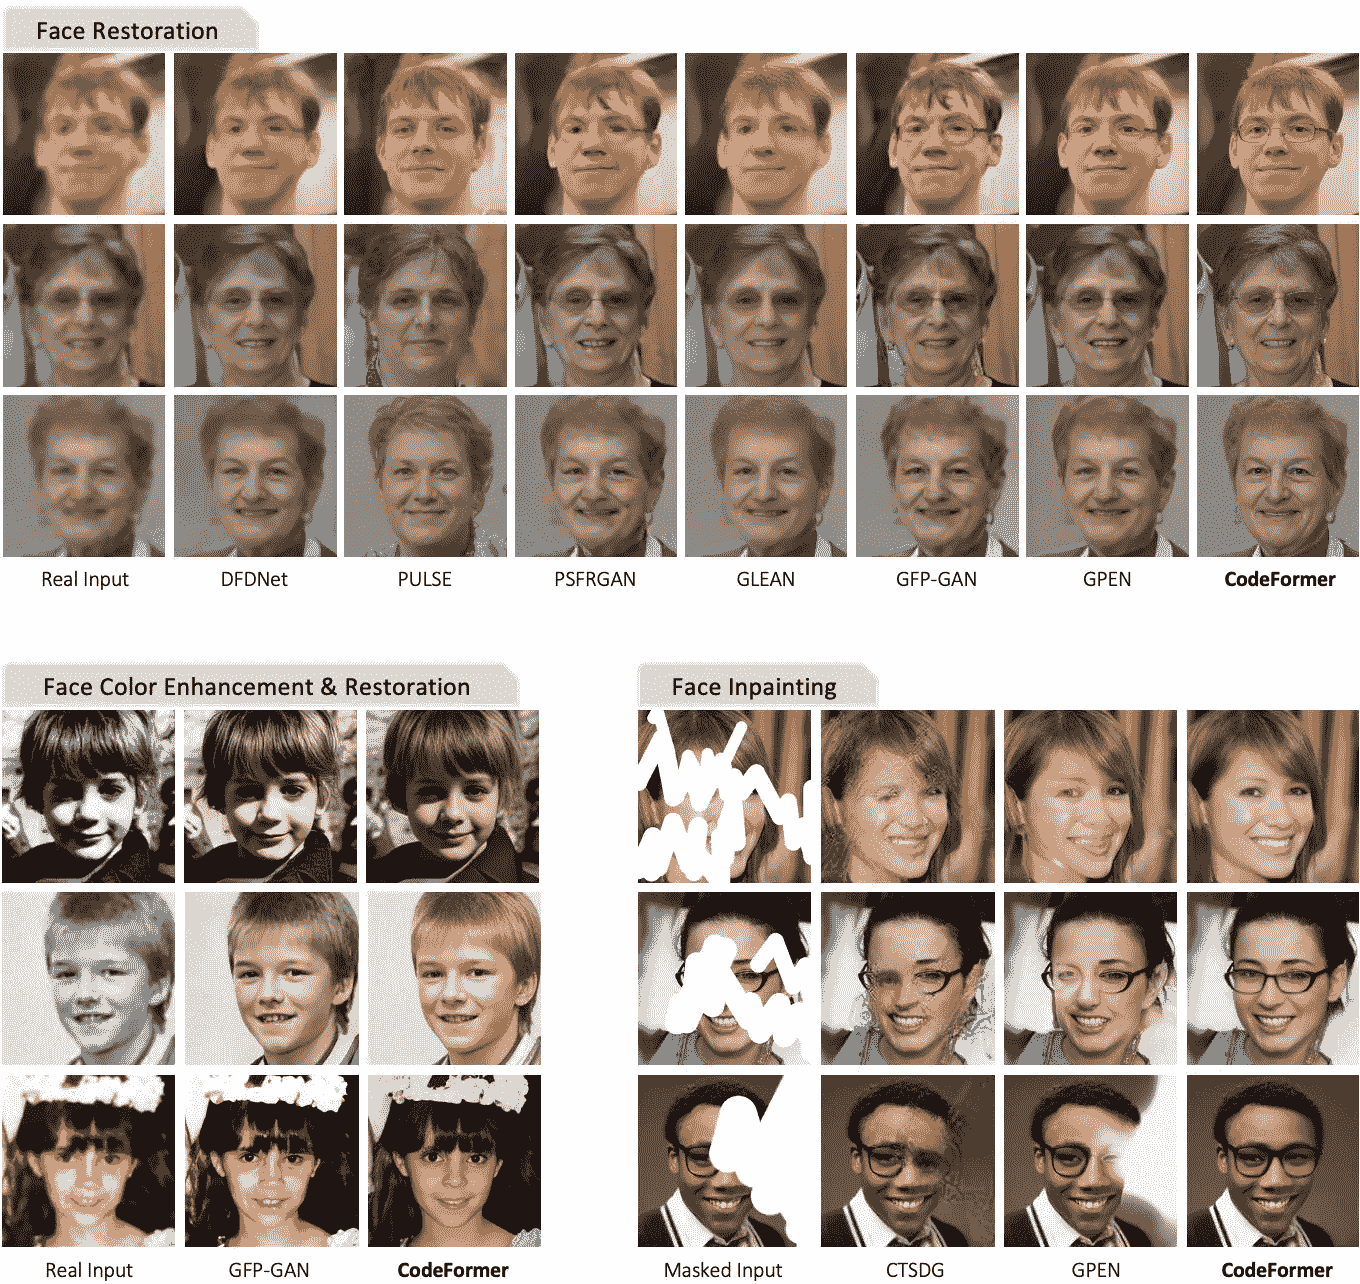 Face Restoration
Real Input DFDNet PULSE PSFRGAN GLEAN GFP-GAN GPEN CodeFormer
Face Color Enhancement & Restoration
Real Input GFP-GAN CodeFormer
Face Inpainting
Masked Input CTSDG GPEN CodeFormer